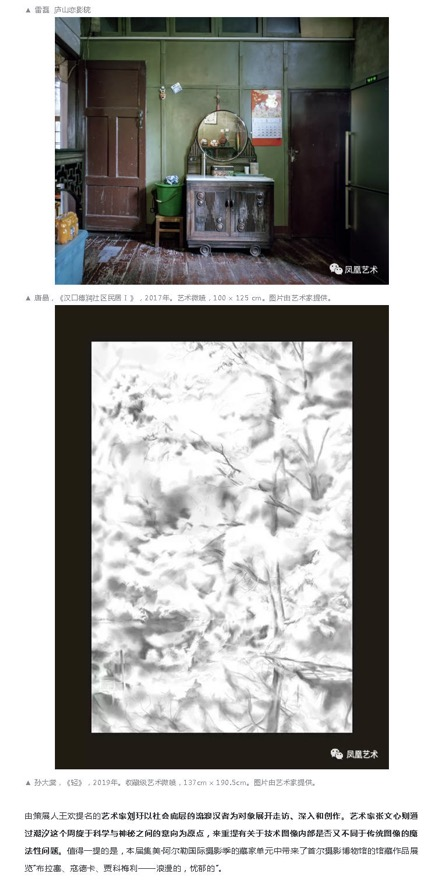 ▲ 雷磊 庐山恋影院
凤凰艺术
▲ 唐晶，《汉口德润社区民居Ⅰ》，2017年。艺术微喷，100 × 125 cm。图片由艺术家提供。
凤凰艺术
▲ 孙大棠，《轻》，2019年。收藏级艺术微喷，137cm × 190.5cm。图片由艺术家提供。
由策展人王欢提名的艺术家刘玗以社会底层的流浪汉者为对象展开走访、深入和创作。艺术家张文心则通
过避沙这个周旋于科学与神秘之间的意向为原点，来重提有关于技术图像内部是否又不同于传统图像的魔
法性问题。值得一提的是，本届集美·阿尔勒国际摄影季的藏家单元中带来了首尔摄影博物馆的馆藏作品展
览“布拉塞、寇德卡、贾科梅利——浪漫的，忧郁的”。